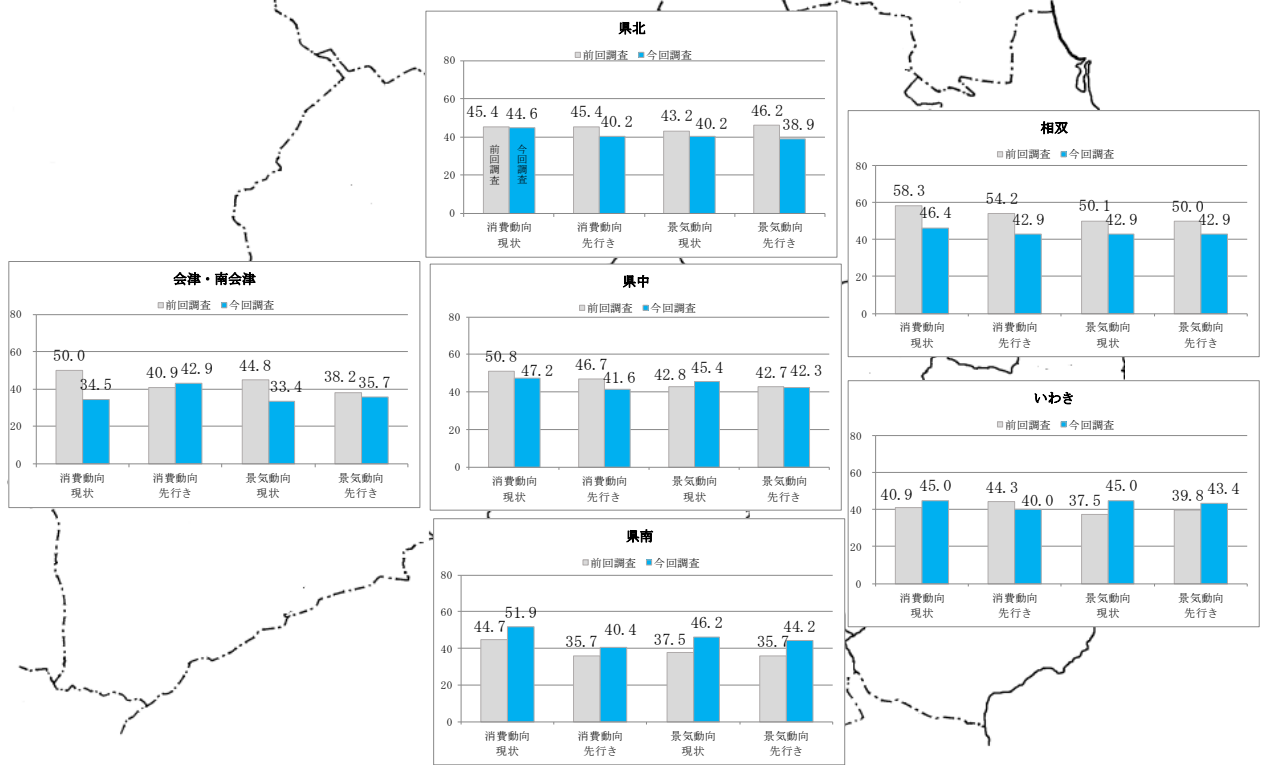 県北
前回調査 今回調査
80
60
40
20
0
45.4 44.6 45.4 40.2 43.2 40.2 46.2 38.9
前回調査 今回調査
消費動向 消費動向 景気動向 景気動向
現状 先行き 現状 先行き
相双
前回調査 今回調査
80
60
40
20
0
58.3 46.4 54.2 42.9 50.1 42.9 50.0 42.9
消費動向 消費動向 景気動向 景気動向
現状 先行き 現状 先行き
会津・南会津
前回調査 今回調査
80
60
40
20
0
50.0 34.5 40.9 42.9 44.8 33.4 38.2 35.7
消費動向 消費動向 景気動向 景気動向
現状 先行き 現状 先行き
県中
前回調査 今回調査
80
60
40
20
0
50.8 47.2 46.7 41.6 42.8 45.4 42.7 42.3
消費動向 消費動向 景気動向 景気動向
現状 先行き 現状 先行き
いわき
前回調査 今回調査
80
60
40
20
0
40.9 45.0 44.3 40.0 37.5 45.0 39.8 43.4
消費動向 消費動向 景気動向 景気動向
現状 先行き 現状 先行き
県南
前回調査 今回調査
80
60
40
20
0
44.7 51.9 35.7 40.4 37.5 46.2 35.7 44.2
消費動向 消費動向 景気動向 景気動向
現状 先行き 現状 先行き